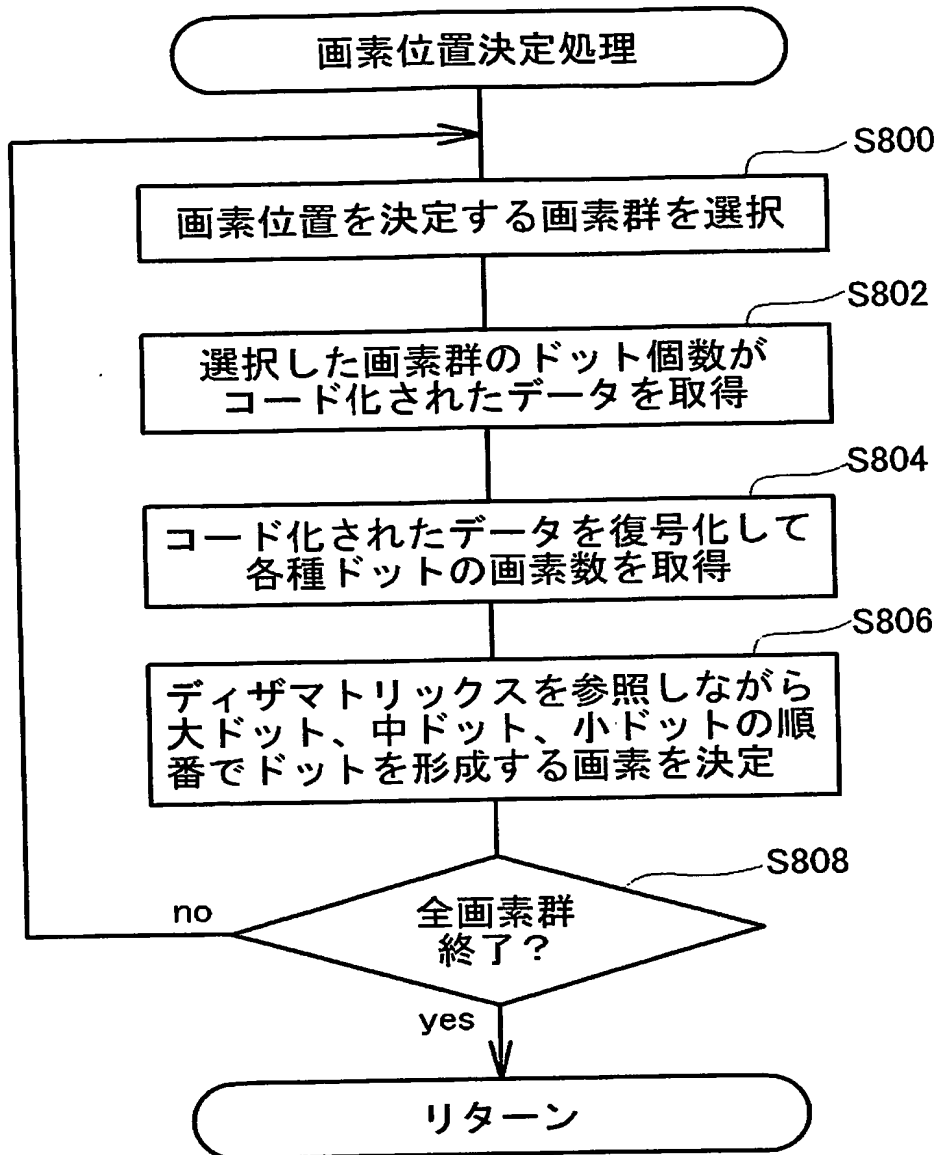 画素位置決定処理
S800
画素位置を決定する画素群を選択
S802
選択した画素群のドット個数が
コード化されたデータを取得
S804
コード化されたデータを復号化して
各種ドットの画素数を取得
S806
ディザマトリックスを参照しながら
大ドット、中ドット、小ドットの順
番でドットを形成する画素を決定
S808
全画素群
終了?
no
yes
リターン